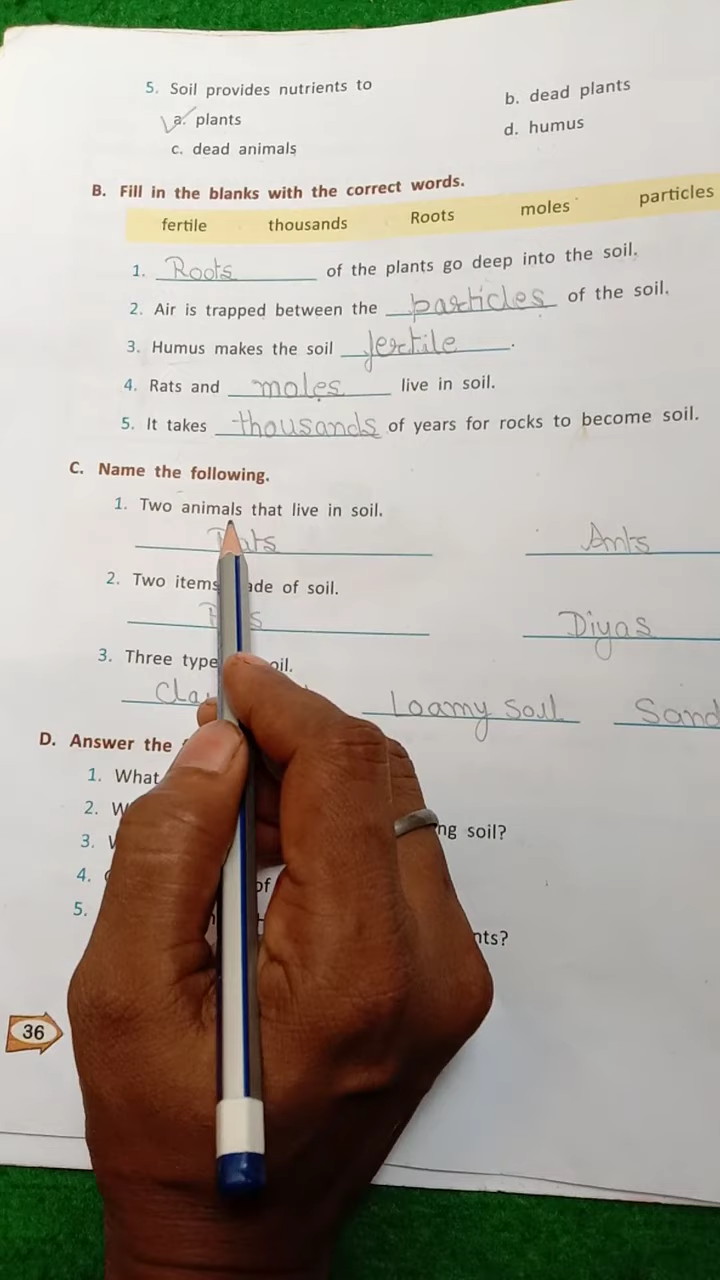 5. Soil provides nutrients to
a. plants b. dead plants
c. dead animals d. humus
B. Fill in the blanks with the correct words.
fertile thousands Roots moles particles
1. Roots of the plants go deep into the soil.
2. Air is trapped between the particles of the soil.
3. Humus makes the soil fertile.
4. Rats and moles live in soil.
5. It takes thousands of years for rocks to become soil.
C. Name the following.
1. Two animals that live in soil.
Rats Ants
2. Two items soil.
Diyas
3. Three
Loamy Soil Sand
D. Answer the
1. What
2. soil?
3.
4. of
5.
36